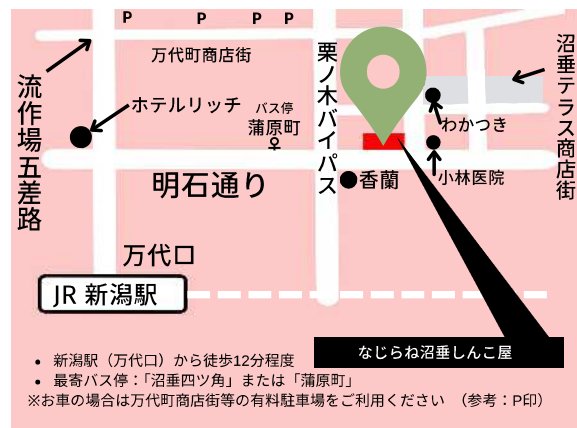 P P P P
万代町商店街
流作場五差路
ホテルリッチ
バス停
蒲原町
栗ノ木バイパス
沼垂テラス商店街
わかつき
小林医院
香蘭
明石通り
万代口
JR 新潟駅
なじらね沼垂しんこ屋
• 新潟駅（万代口）から徒歩12分程度
• 最寄バス停：「沼垂四ツ角」または「蒲原町」
※お車の場合は万代町商店街等の有料駐車場をご利用ください （参考：P印）